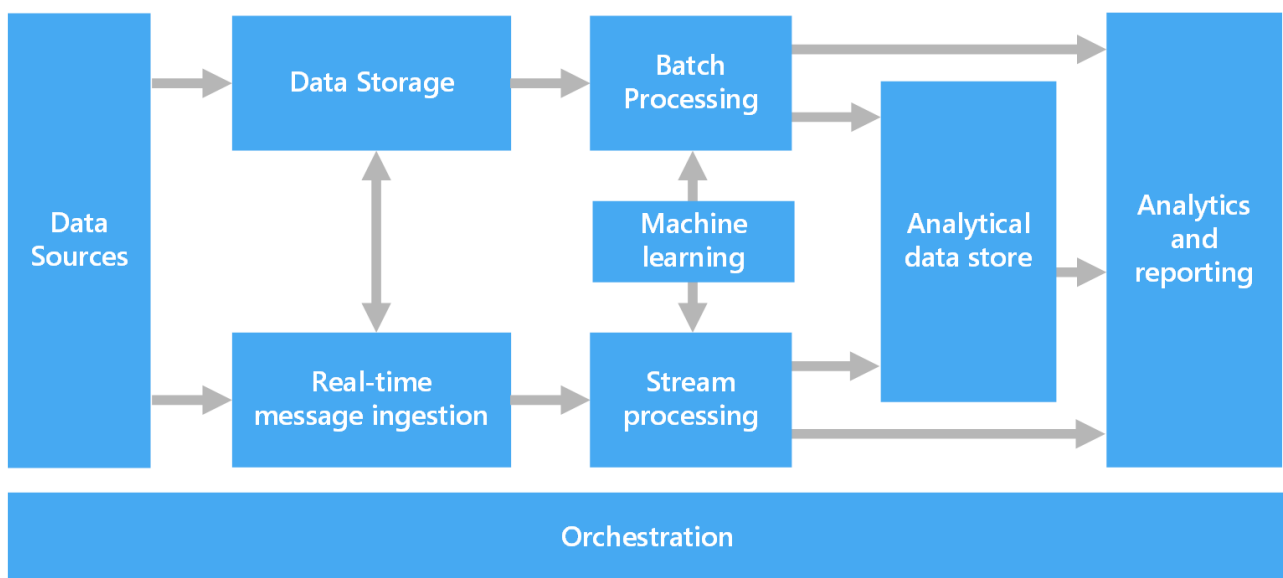 Data
Sources
Data Storage
Real-time
message ingestion
Batch
Processing
Machine
learning
Stream
processing
Analytical
data store
Analytics
and
reporting
Orchestration